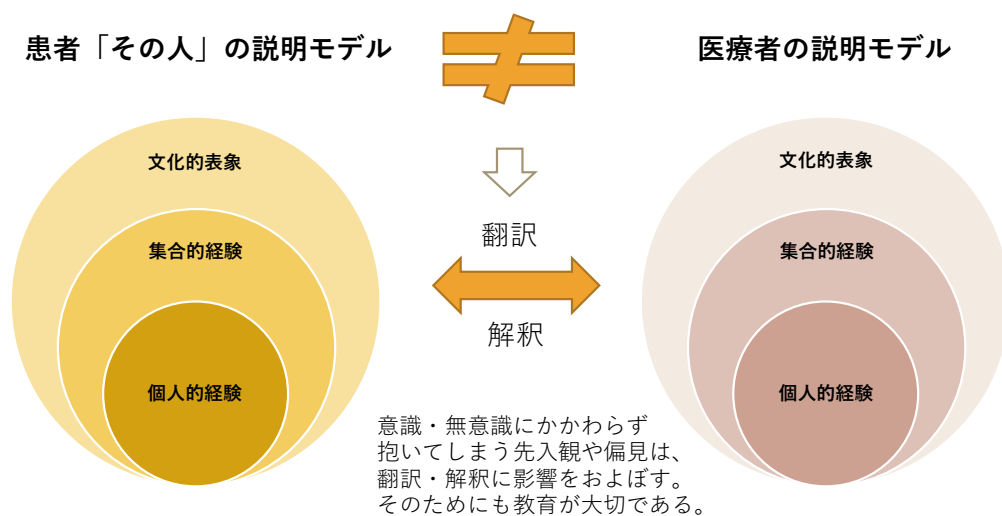 患者「その人」の説明モデル
医療者の説明モデル
文化的表象
集合的経験
個人的経験
翻訳
解釈
文化的表象
集合的経験
個人的経験
意識・無意識にかかわらず
抱いてしまう先入観や偏見は、
翻訳・解釈に影響をおよぼす。
そのためにも教育が大切である。